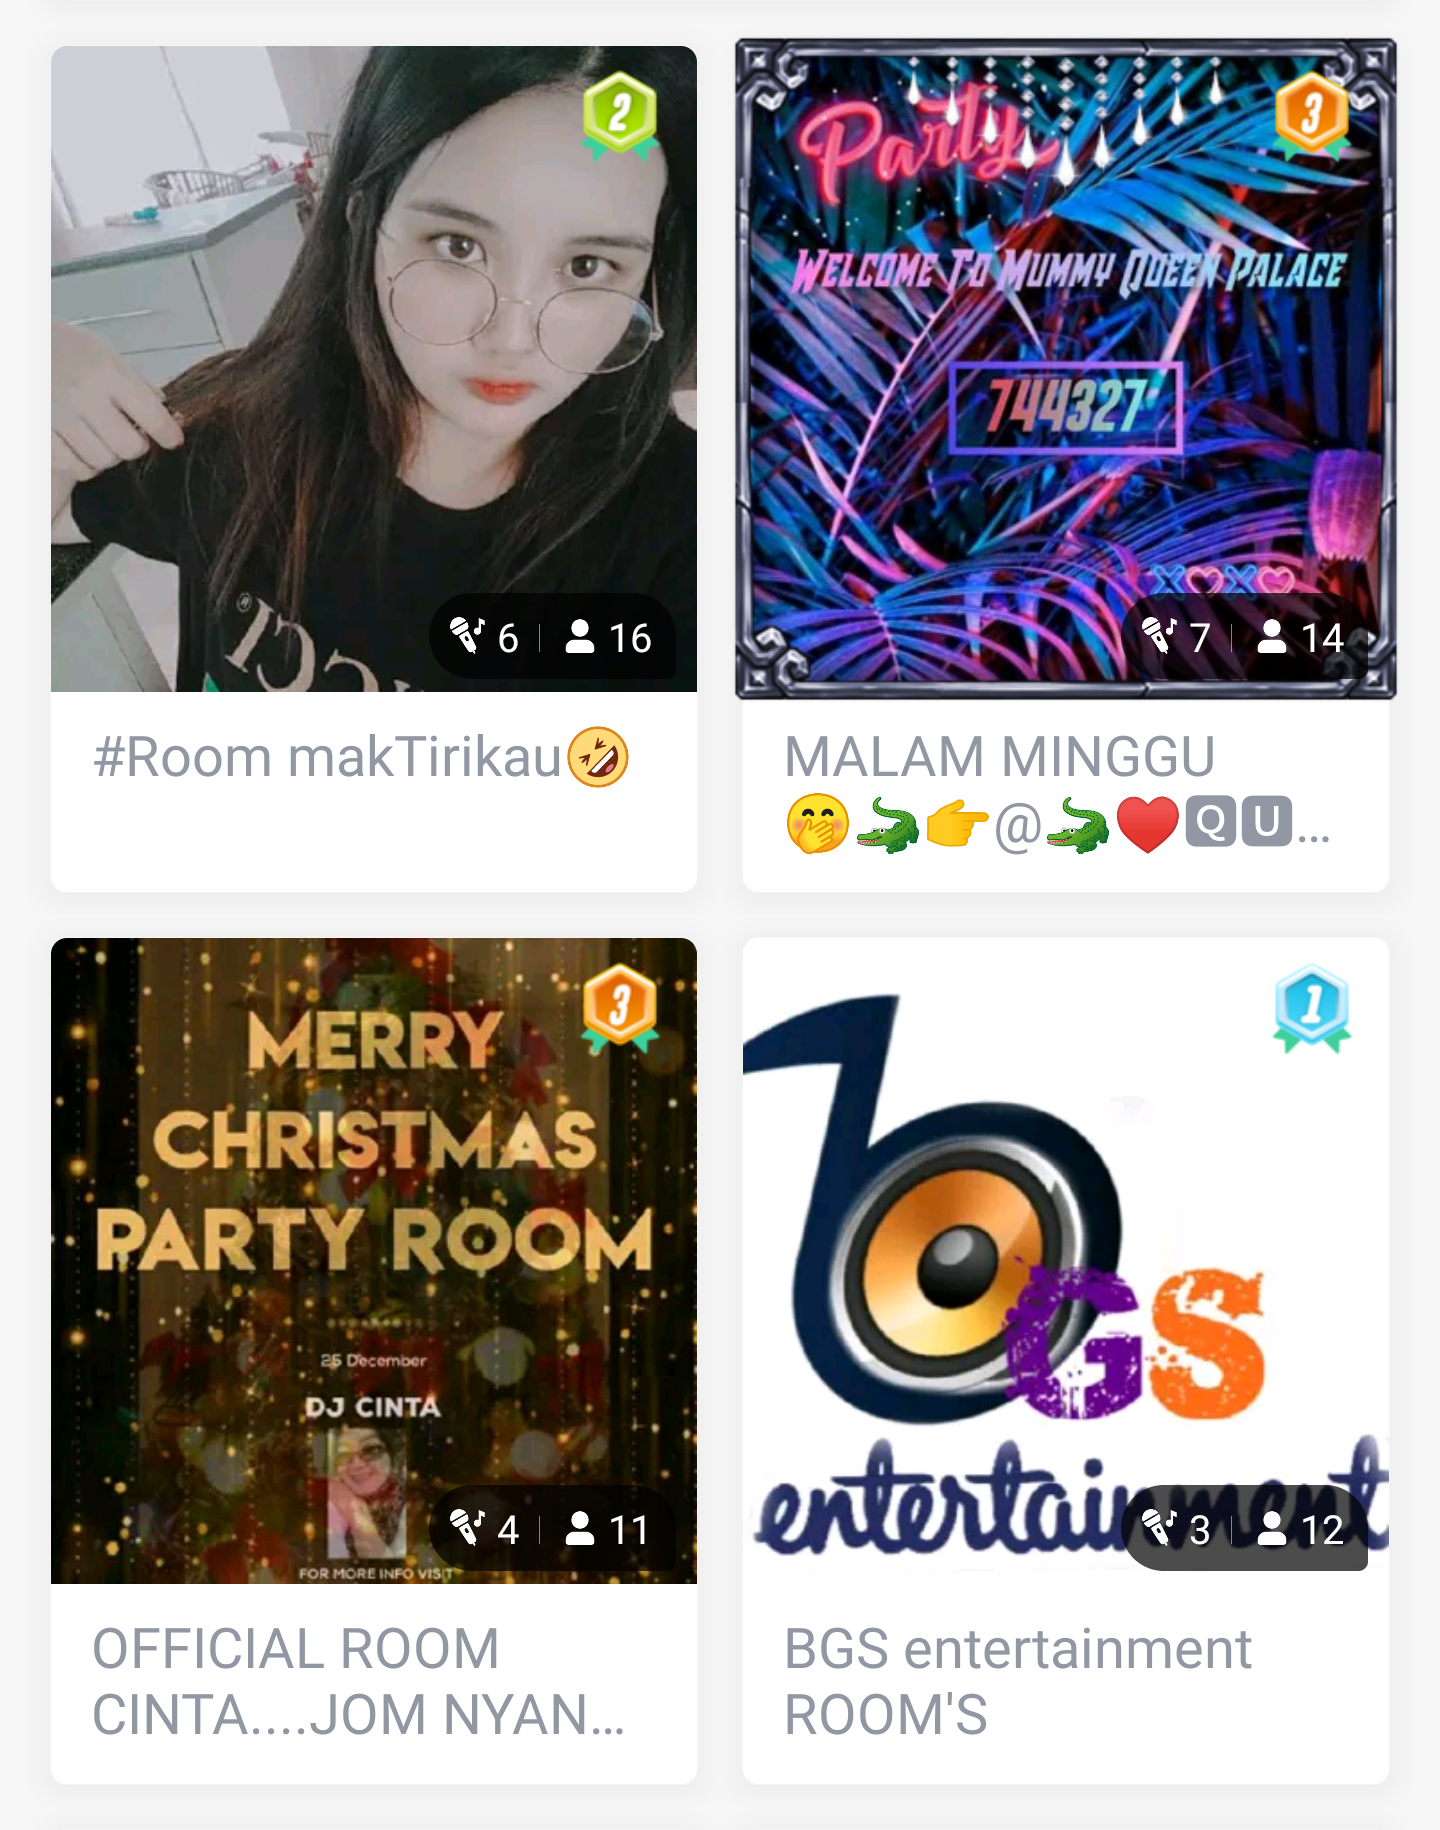 2
6 | 16
#Room makTirikau🤣
3
Party
WELCOME TO MUMMY QUEEN PALACE
744327
XOXO
7 | 14
MALAM MINGGU
🤭🐊👉@🐊❤️🆀🆄...
3
MERRY
CHRISTMAS
PARTY ROOM
25 December
DJ CINTA
FOR MORE INFO VISIT
4 | 11
OFFICIAL ROOM
CINTA....JOM NYAN...
1
bGS
entertainment
3 | 12
BGS entertainment
ROOM'S